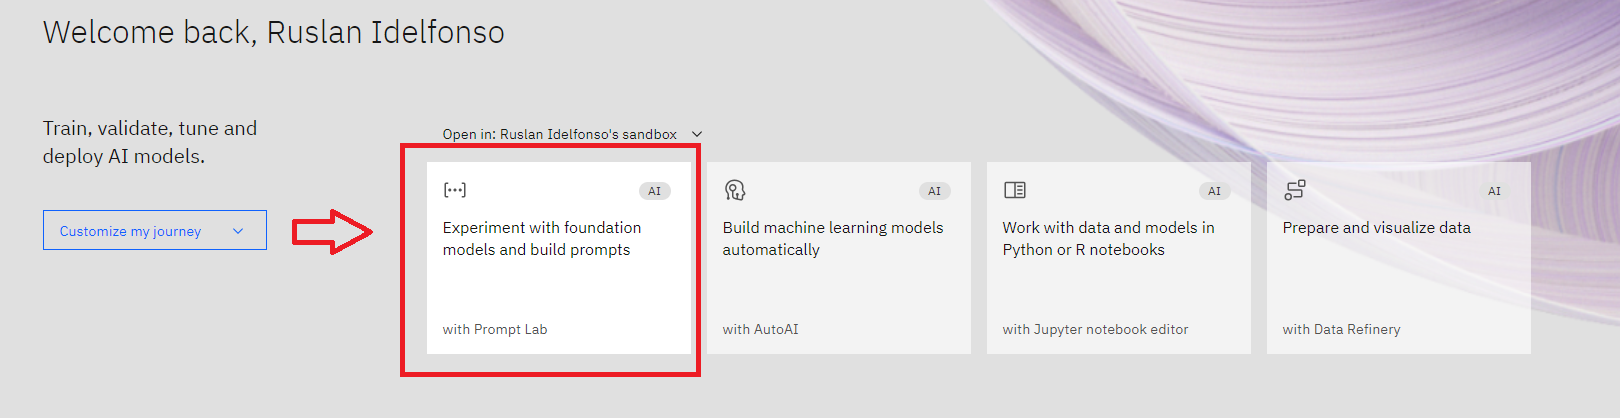 Welcome back, Ruslan Idelfonso
Train, validate, tune and
deploy AI models.
Customize my journey
Open in: Ruslan Idelfonso's sandbox
AI
Experiment with foundation
models and build prompts
with Prompt Lab
AI
Build machine learning models
automatically
with AutoAI
AI
Work with data and models in
Python or R notebooks
with Jupyter notebook editor
AI
Prepare and visualize data
with Data Refinery